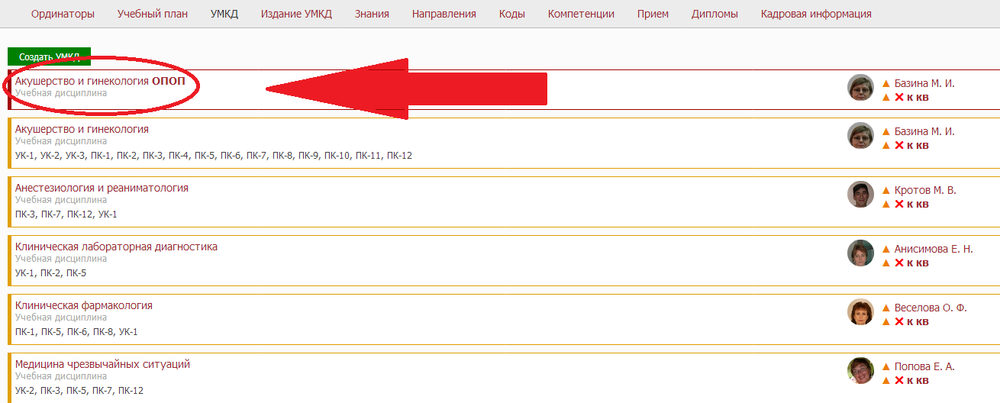 Ординаторы Учебный план УМКД Издание УМКД Знания Направления Коды Компетенции Прием Дипломы Кадровая информация
Создать УМКД
Акушерство и гинекология ОПОП
Учебная дисциплина
Базина М. И.
к кв
Акушерство и гинекология
Учебная дисциплина
УК-1, УК-2, УК-3, ПК-1, ПК-2, ПК-3, ПК-4, ПК-5, ПК-6, ПК-7, ПК-8, ПК-9, ПК-10, ПК-11, ПК-12
Базина М. И.
к кв
Анестезиология и реаниматология
Учебная дисциплина
ПК-3, ПК-7, ПК-12, УК-1
Кротов М. В.
к кв
Клиническая лабораторная диагностика
Учебная дисциплина
УК-1, ПК-2, ПК-5
Анисимова Е. Н.
к кв
Клиническая фармакология
Учебная дисциплина
ПК-1, ПК-5, ПК-6, ПК-8, УК-1
Веселова О. Ф.
к кв
Медицина чрезвычайных ситуаций
Учебная дисциплина
УК-2, ПК-3, ПК-5, ПК-7, ПК-12
Попова Е. А.
к кв